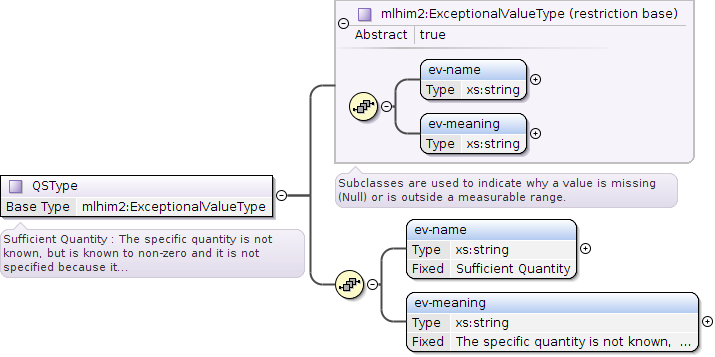 mlhim2:ExceptionalValueType (restriction base)
Abstract true
ev-name
Type xs:string
ev-meaning
Type xs:string
Subclasses are used to indicate why a value is missing
(Null) or is outside a measurable range.
QSType
Base Type mlhim2:ExceptionalValueType
Sufficient Quantity : The specific quantity is not
known, but is known to non-zero and it is not
specified because it...
ev-name
Type xs:string
Fixed Sufficient Quantity
ev-meaning
Type xs:string
Fixed The specific quantity is not known, ...